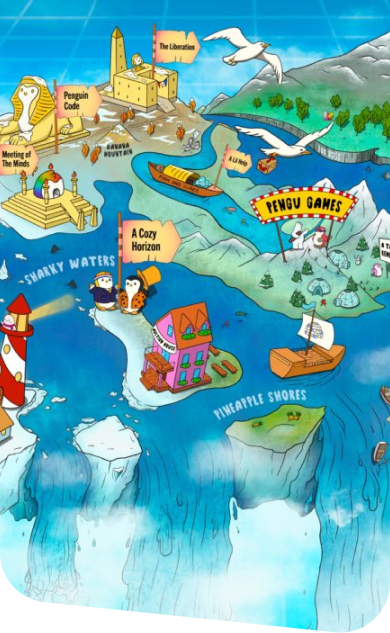 The Liberation
Penguin
Code
Meeting of
The Minds
BANANA
MOUNTAIN
A Lil Help
PENGU GAMES
A Cozy
Horizon
SHARKY WATERS
PINEAPPLE SHORES